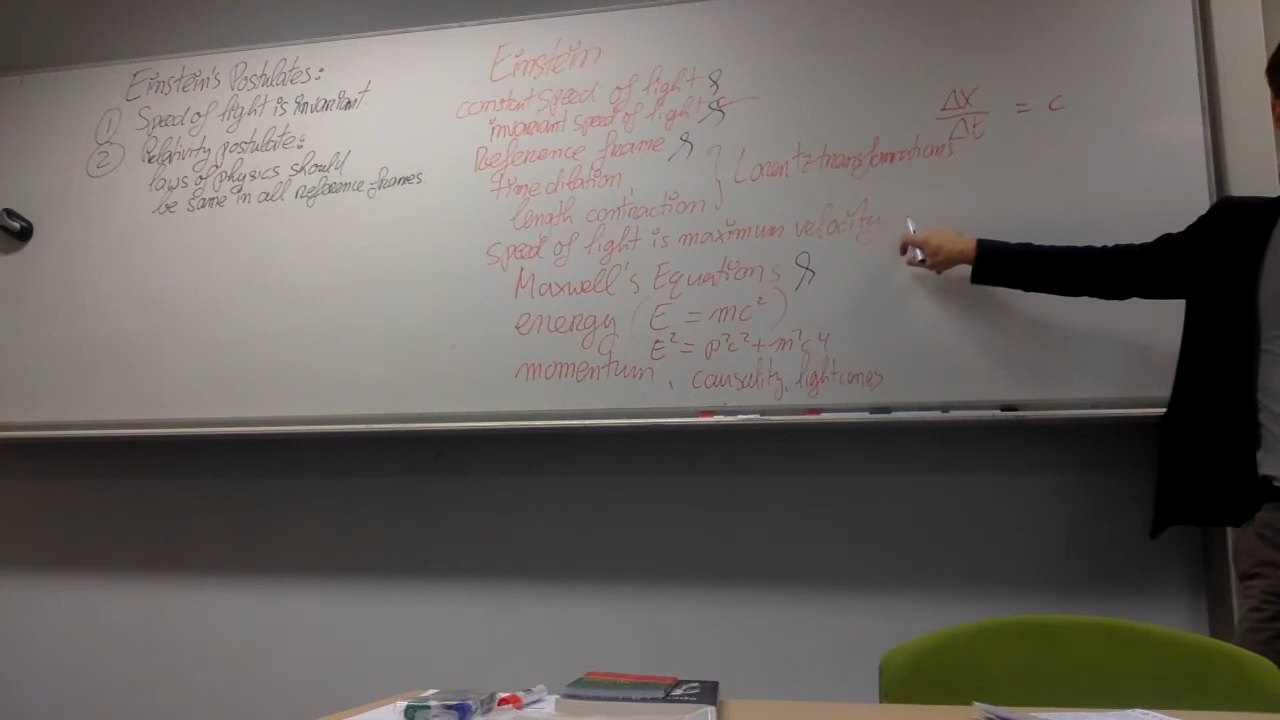 Einstein's Postulates:
① Speed of light is invariant
② Relativity postulate:
laws of physics should
be same in all reference frames
Einstein
constant speed of light
invariant speed of light
Reference frame
time dilation,
length contraction
} Lorentz transformations
speed of light is maximum velocity
Maxwell's Equations
energy (E = mc²)
E² = p²c² + m²c⁴
momentum, causality, lightcones
Δx/Δt = c